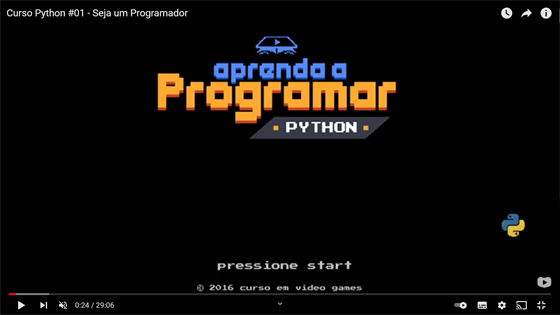 Curso Python #01 - Seja um Programador
aprenda a
Programar
PYTHON
pressione start
© 2016 curso em video games
0:24 / 29:06